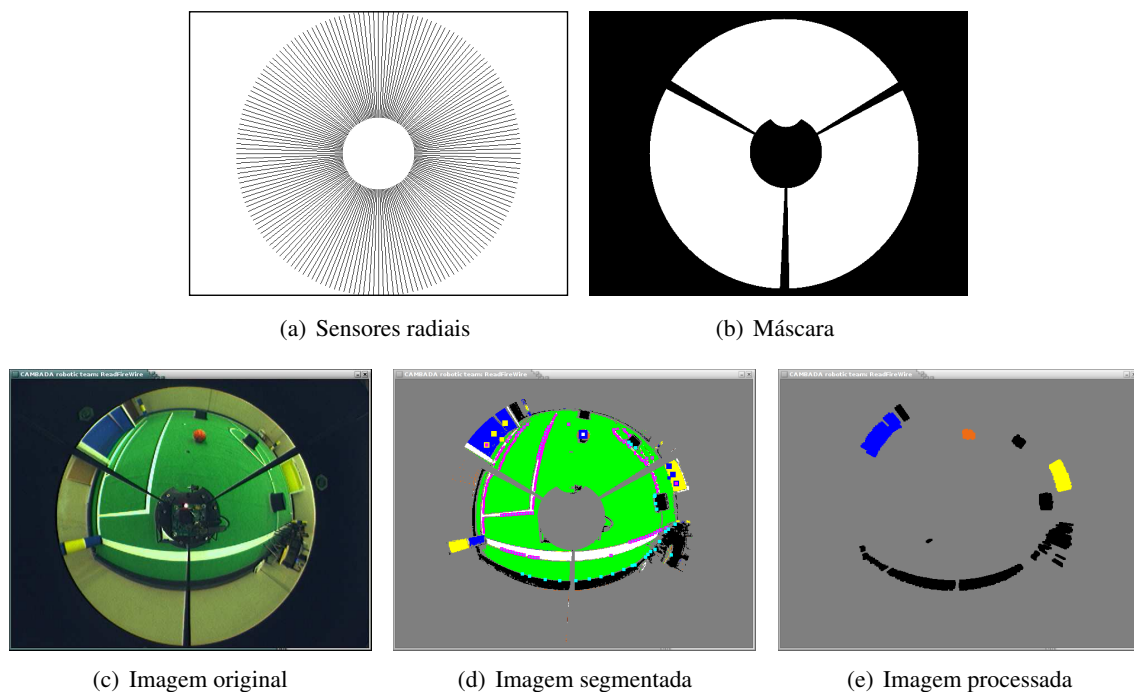 (a) Sensores radiais
(b) Máscara
CAMBADA robotic team: ReadFireWire
CAMBADA robotic team: ReadFireWire
CAMBADA robotic team: ReadFireWire
(c) Imagem original
(d) Imagem segmentada
(e) Imagem processada